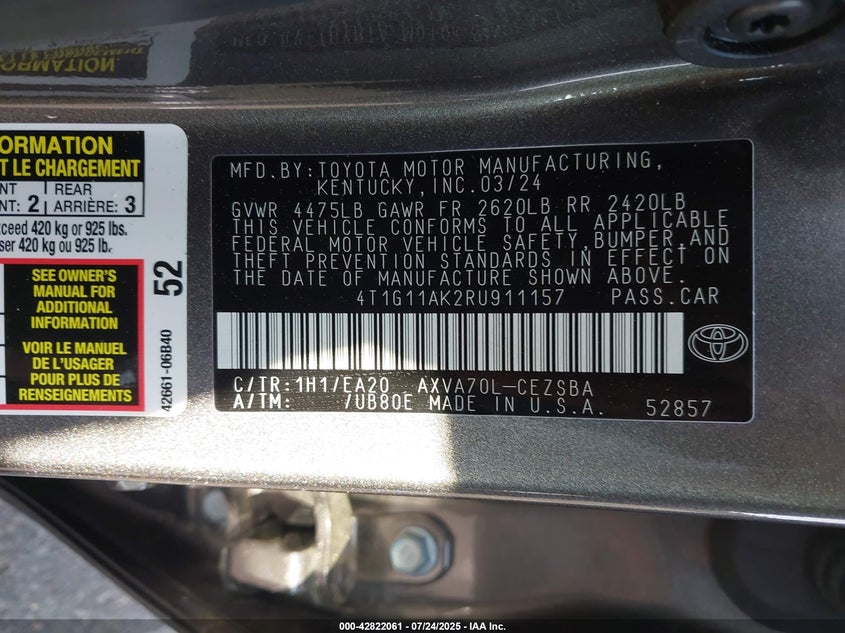 ORMATION
T LE CHARGEMENT
NT REAR
NT: 2 ARRIÈRE: 3
xceed 420 kg or 925 lbs.
ser 420 kg ou 925 lb.
SEE OWNER'S
MANUAL FOR
ADDITIONAL
INFORMATION
VOIR LE MANUEL
DE L'USAGER
POUR PLUS DE
RENSEIGNEMENTS
52
42661-06B40
MFD.BY:TOYOTA MOTOR MANUFACTURING,
KENTUCKY,INC.03/24
GVWR 4475LB GAWR FR 2620LB RR 2420LB
THIS VEHICLE CONFORMS TO ALL APPLICABLE
FEDERAL MOTOR VEHICLE SAFETY,BUMPER,AND
THEFT PREVENTION STANDARDS IN EFFECT ON
THE DATE OF MANUFACTURE SHOWN ABOVE.
4T1G11AK2RU911157 PASS.CAR
C/TR:1H1/EA20 AXVA70L-CEZSBA
A/TM: /UB80E MADE IN U.S.A. 52857
000-42822061 - 07/24/2025 - IAA Inc.